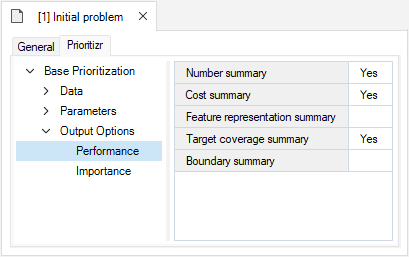 [1] Initial problem
General Prioritizr
Base Prioritization
Data
Parameters
Output Options
Performance
Importance
Number summary Yes
Cost summary Yes
Feature representation summary
Target coverage summary Yes
Boundary summary